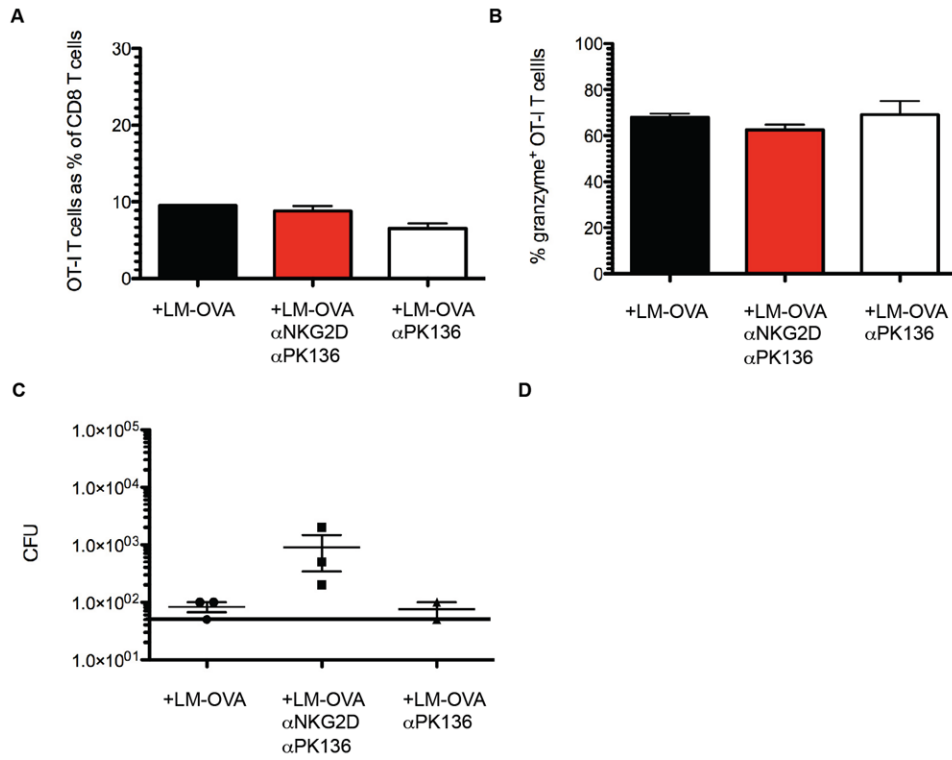 A
OT-I T cells as % of CD8 T cells
30
20
10
0
+LM-OVA
+LM-OVA
αNKG2D
αPK136
+LM-OVA
αPK136
B
% granzyme⁺ OT-I T cellls
100
80
60
40
20
0
+LM-OVA
+LM-OVA
αNKG2D
αPK136
+LM-OVA
αPK136
C
CFU
1.0×10⁰⁵
1.0×10⁰⁴
1.0×10⁰³
1.0×10⁰²
1.0×10⁰¹
+LM-OVA
+LM-OVA
αNKG2D
αPK136
+LM-OVA
αPK136
D